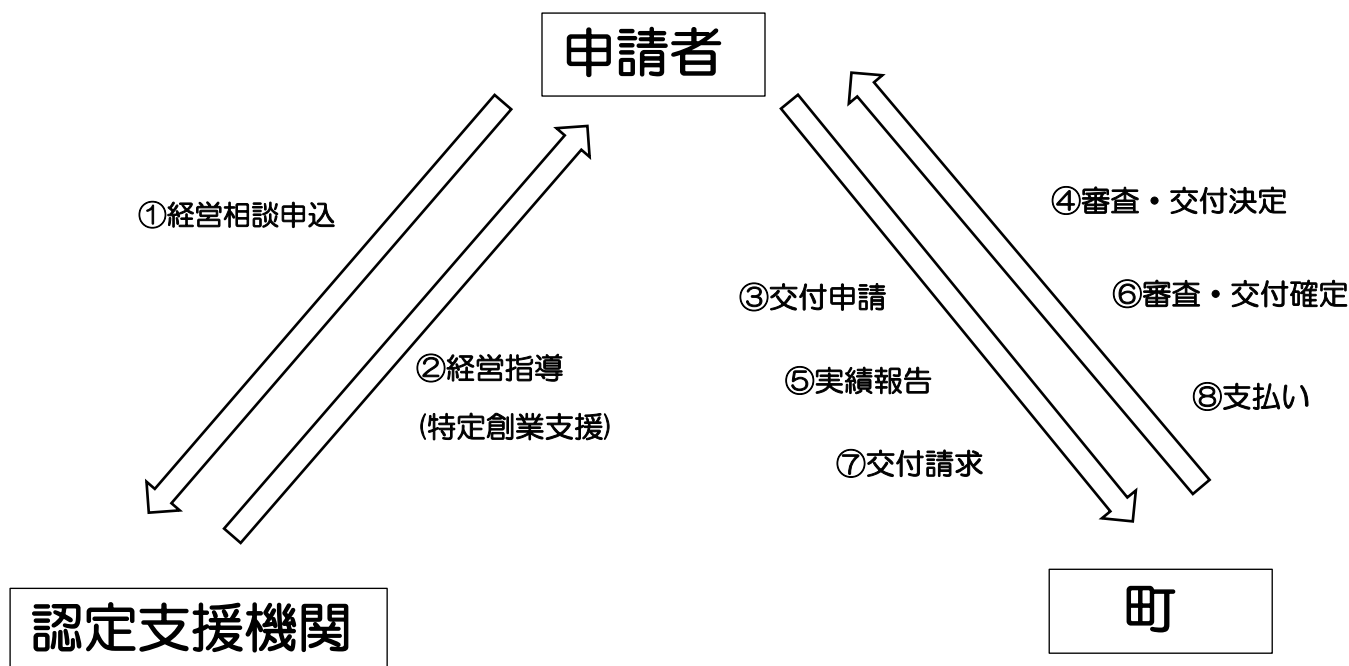 申請者
①経営相談申込
②経営指導
(特定創業支援)
③交付申請
⑤実績報告
⑦交付請求
④審査・交付決定
⑥審査・交付確定
⑧支払い
認定支援機関
町